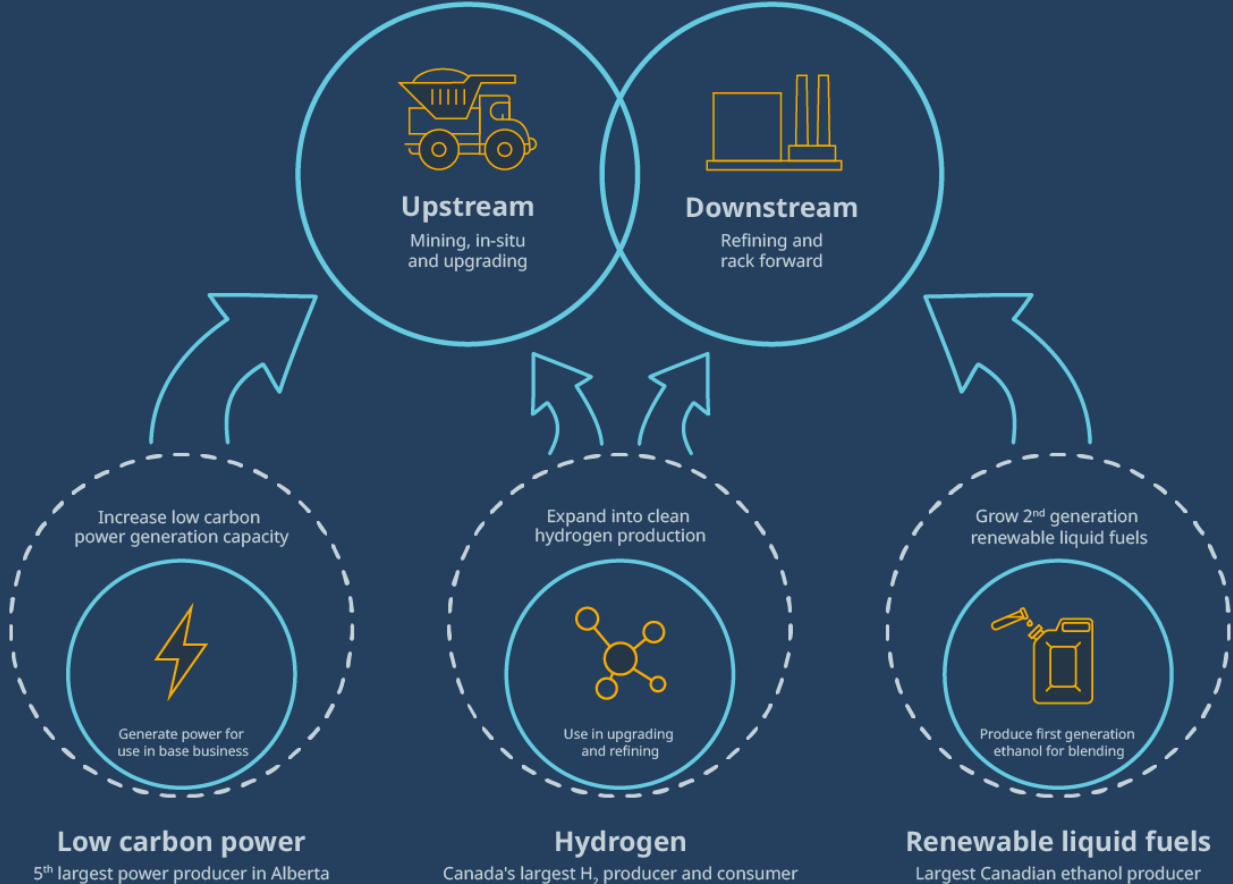 Upstream
Mining, in-situ
and upgrading
Downstream
Refining and
rack forward
Increase low carbon
power generation capacity
Generate power for
use in base business
Low carbon power
5th largest power producer in Alberta
Expand into clean
hydrogen production
Use in upgrading
and refining
Hydrogen
Canada's largest H₂ producer and consumer
Grow 2nd generation
renewable liquid fuels
Produce first generation
ethanol for blending
Renewable liquid fuels
Largest Canadian ethanol producer